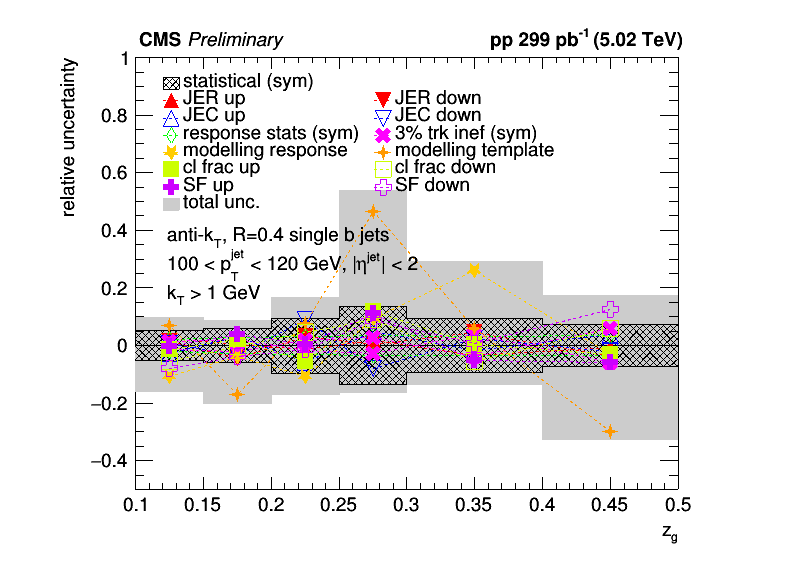 CMS Preliminary
pp 299 pb⁻¹ (5.02 TeV)
relative uncertainty
1
0.8
0.6
0.4
0.2
0
−0.2
−0.4
statistical (sym)
JER up
JER down
JEC up
JEC down
response stats (sym)
3% trk inef (sym)
modelling response
modelling template
cl frac up
cl frac down
SF up
SF down
total unc.
anti-k_T, R=0.4 single b jets
100 < p_T^jet < 120 GeV, |η^jet| < 2
k_T > 1 GeV
0.1 0.15 0.2 0.25 0.3 0.35 0.4 0.45 0.5
z_g